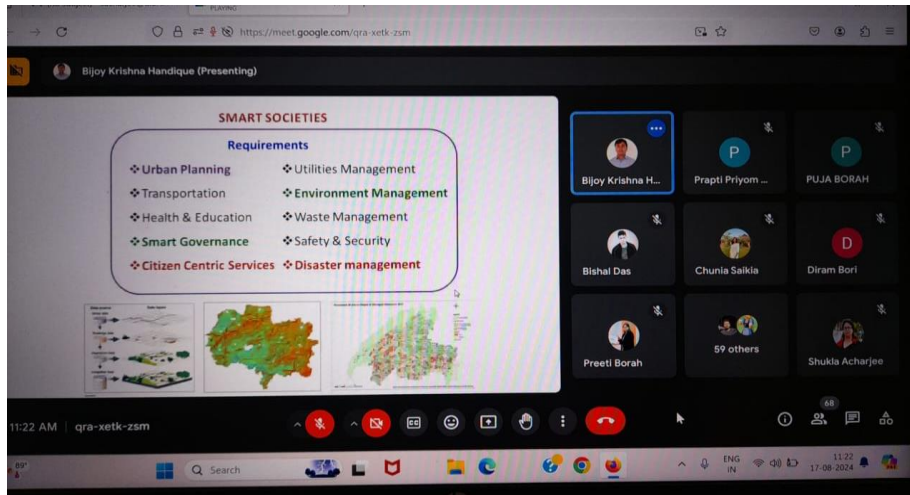 PLAYING
https://meet.google.com/qra-xetk-zsm
Bijoy Krishna Handique (Presenting)
SMART SOCIETIES
Requirements
❖Urban Planning
❖Transportation
❖Health & Education
❖Smart Governance
❖Citizen Centric Services
❖Utilities Management
❖Environment Management
❖Waste Management
❖Safety & Security
❖Disaster management
Bijoy Krishna H...
P
Prapti Priyom ...
P
PUJA BORAH
Bishal Das
Chunia Saikia
D
Diram Bori
Preeti Borah
59 others
Shukla Acharjee
11:22 AM | qra-xetk-zsm
CC
68
89°
Search
ENG
IN
11:22
17-08-2024